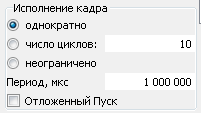 Исполнение кадра
однократно
число циклов: 10
неограничено
Период, мкс 1 000 000
Отложенный Пуск